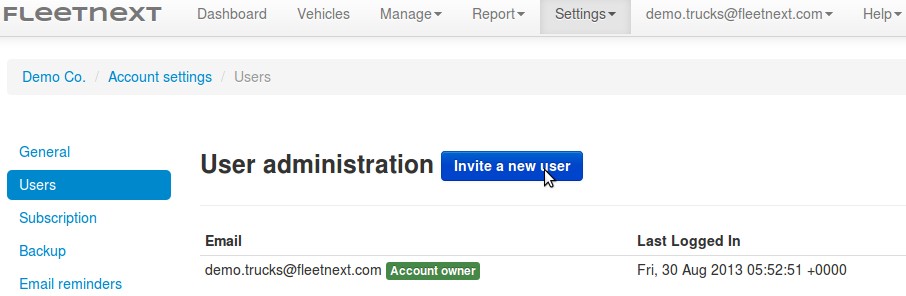 FLEETNEXT Dashboard Vehicles Manage Report Settings demo.trucks@fleetnext.com Help
Demo Co. / Account settings / Users
General
Users
Subscription
Backup
Email reminders
User administration Invite a new user
Email Last Logged In
demo.trucks@fleetnext.com Account owner Fri, 30 Aug 2013 05:52:51 +0000